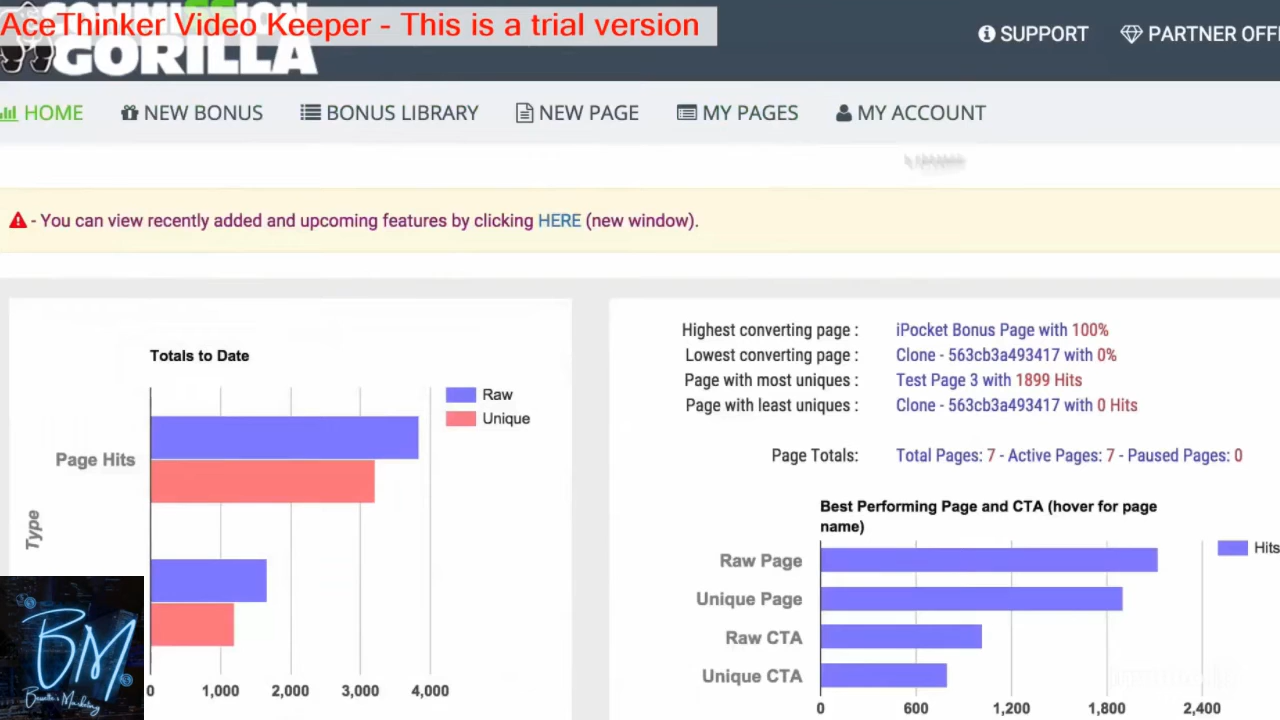 AceThinker Video Keeper - This is a trial version
GORILLA
SUPPORT
PARTNER OFF
HOME
NEW BONUS
BONUS LIBRARY
NEW PAGE
MY PAGES
MY ACCOUNT
- You can view recently added and upcoming features by clicking HERE (new window).
Totals to Date
Raw
Unique
Page Hits
Type
0 1,000 2,000 3,000 4,000
Highest converting page : iPocket Bonus Page with 100%
Lowest converting page : Clone - 563cb3a493417 with 0%
Page with most uniques : Test Page 3 with 1899 Hits
Page with least uniques : Clone - 563cb3a493417 with 0 Hits
Page Totals: Total Pages: 7 - Active Pages: 7 - Paused Pages: 0
Best Performing Page and CTA (hover for page
name)
Hits
Raw Page
Unique Page
Raw CTA
Unique CTA
0 600 1,200 1,800 2,400
BM